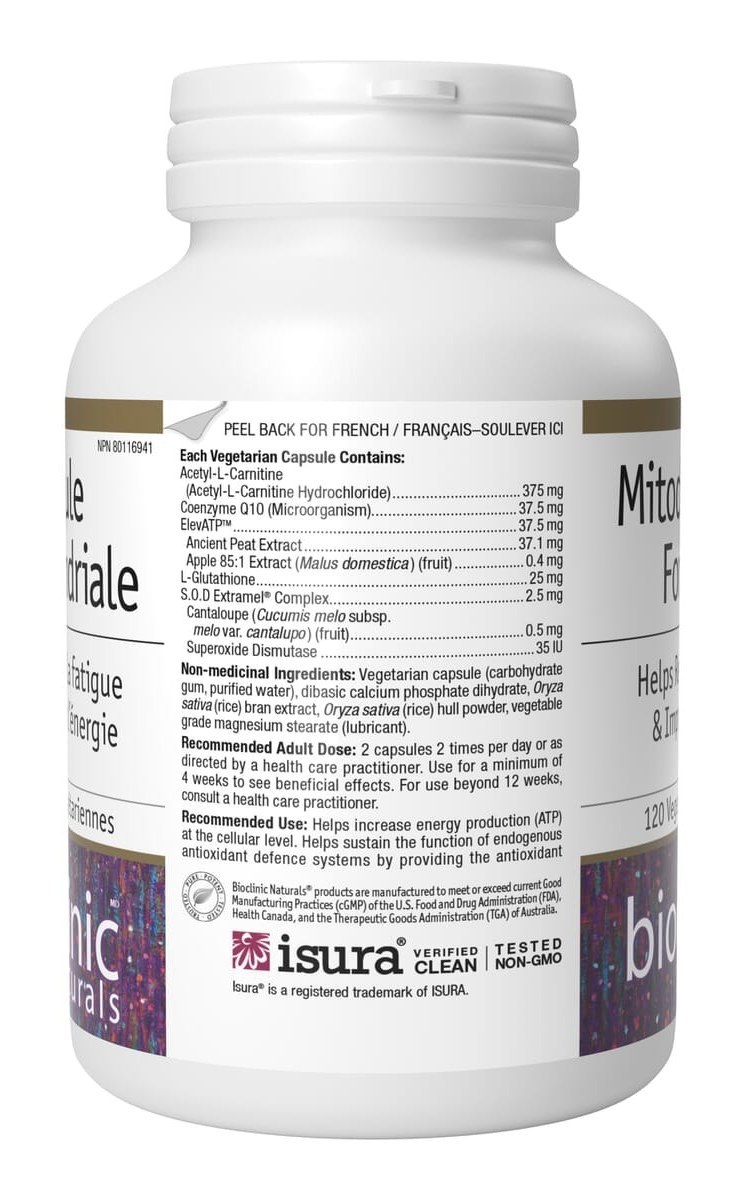 PEEL BACK FOR FRENCH / FRANÇAIS–SOULEVER ICI
NPN 80116941
Each Vegetarian Capsule Contains:
Acetyl-L-Carnitine
(Acetyl-L-Carnitine Hydrochloride)............................ 375 mg
Coenzyme Q10 (Microorganism)................................ 37.5 mg
ElevATP™............................................................... 37.5 mg
Ancient Peat Extract............................................... 37.1 mg
Apple 85:1 Extract (Malus domestica) (fruit)............... 0.4 mg
L-Glutathione.......................................................... 25 mg
S.O.D Extramel® Complex........................................ 2.5 mg
Cantaloupe (Cucumis melo subsp.
melo var. cantalupo) (fruit)..................................... 0.5 mg
Superoxide Dismutase ............................................ 35 IU
Non-medicinal Ingredients: Vegetarian capsule (carbohydrate
gum, purified water), dibasic calcium phosphate dihydrate, Oryza
sativa (rice) bran extract, Oryza sativa (rice) hull powder, vegetable
grade magnesium stearate (lubricant).
Recommended Adult Dose: 2 capsules 2 times per day or as
directed by a health care practitioner. Use for a minimum of
4 weeks to see beneficial effects. For use beyond 12 weeks,
consult a health care practitioner.
Recommended Use: Helps increase energy production (ATP)
at the cellular level. Helps sustain the function of endogenous
antioxidant defence systems by providing the antioxidant
PURE POTENT TESTED TRUSTED
Bioclinic Naturals® products are manufactured to meet or exceed current Good
Manufacturing Practices (cGMP) of the U.S. Food and Drug Administration (FDA),
Health Canada, and the Therapeutic Goods Administration (TGA) of Australia.
isura® VERIFIED CLEAN | TESTED NON-GMO
Isura® is a registered trademark of ISURA.
ule
driale
a fatigue
'énergie
tariennes
nic MD
urals
Mitoc
Fo
Helps R
& Imp
120 Veg
bio